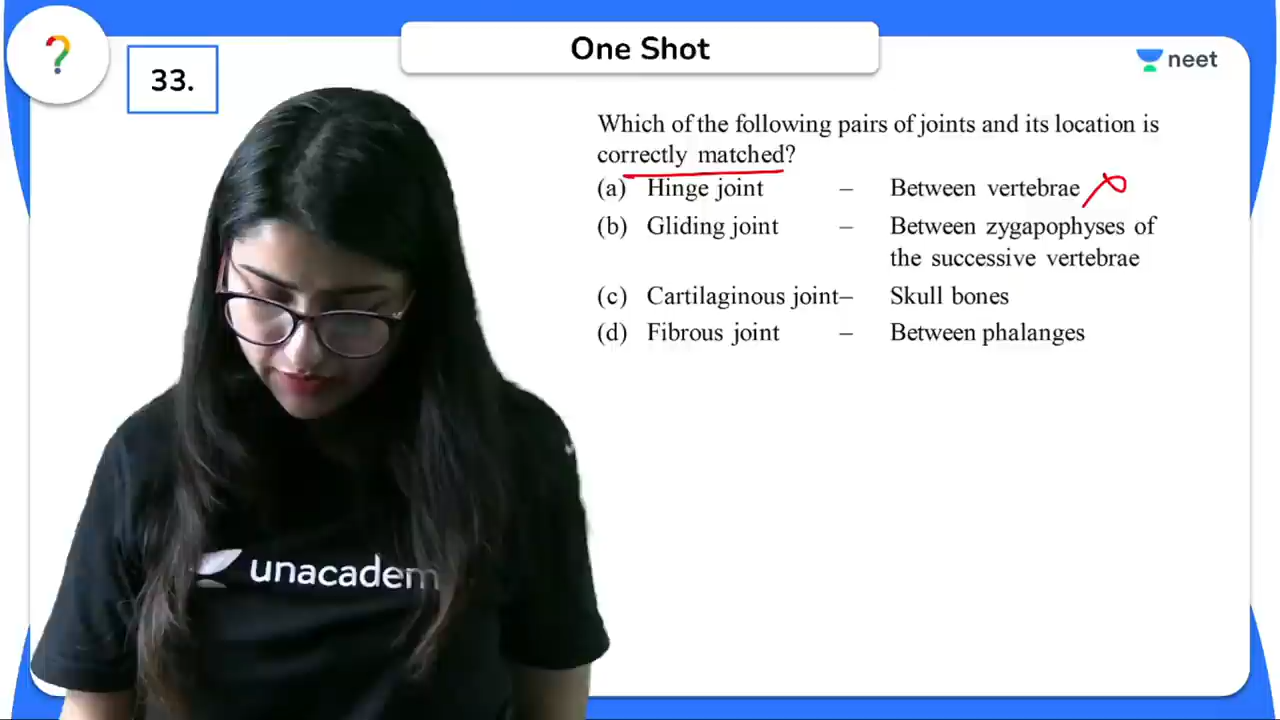 ?
One Shot
neet
33.
Which of the following pairs of joints and its location is
correctly matched?
(a) Hinge joint – Between vertebrae
(b) Gliding joint – Between zygapophyses of
the successive vertebrae
(c) Cartilaginous joint– Skull bones
(d) Fibrous joint – Between phalanges
unacadem